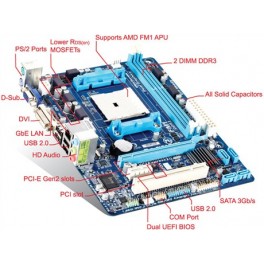 Supports AMD FM1 APU
Lower RDS(on)
MOSFETs
PS/2 Ports
2 DIMM DDR3
D-Sub
All Solid Capacitors
DVI
GbE LAN
USB 2.0
HD Audio
PCI-E Gen2 slots
PCI slot
SATA 3Gb/s
USB 2.0
COM Port
Dual UEFI BIOS